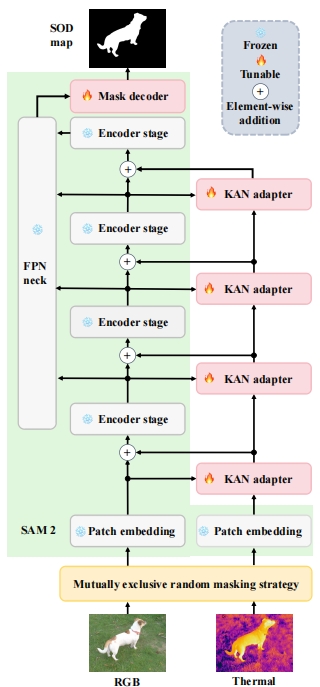 SOD
map
Frozen
Tunable
+
Element-wise
addition
Mask decoder
Encoder stage
+
KAN adapter
Encoder stage
FPN
neck
+
KAN adapter
Encoder stage
+
KAN adapter
Encoder stage
+
KAN adapter
SAM 2
Patch embedding
Patch embedding
Mutually exclusive random masking strategy
RGB
Thermal